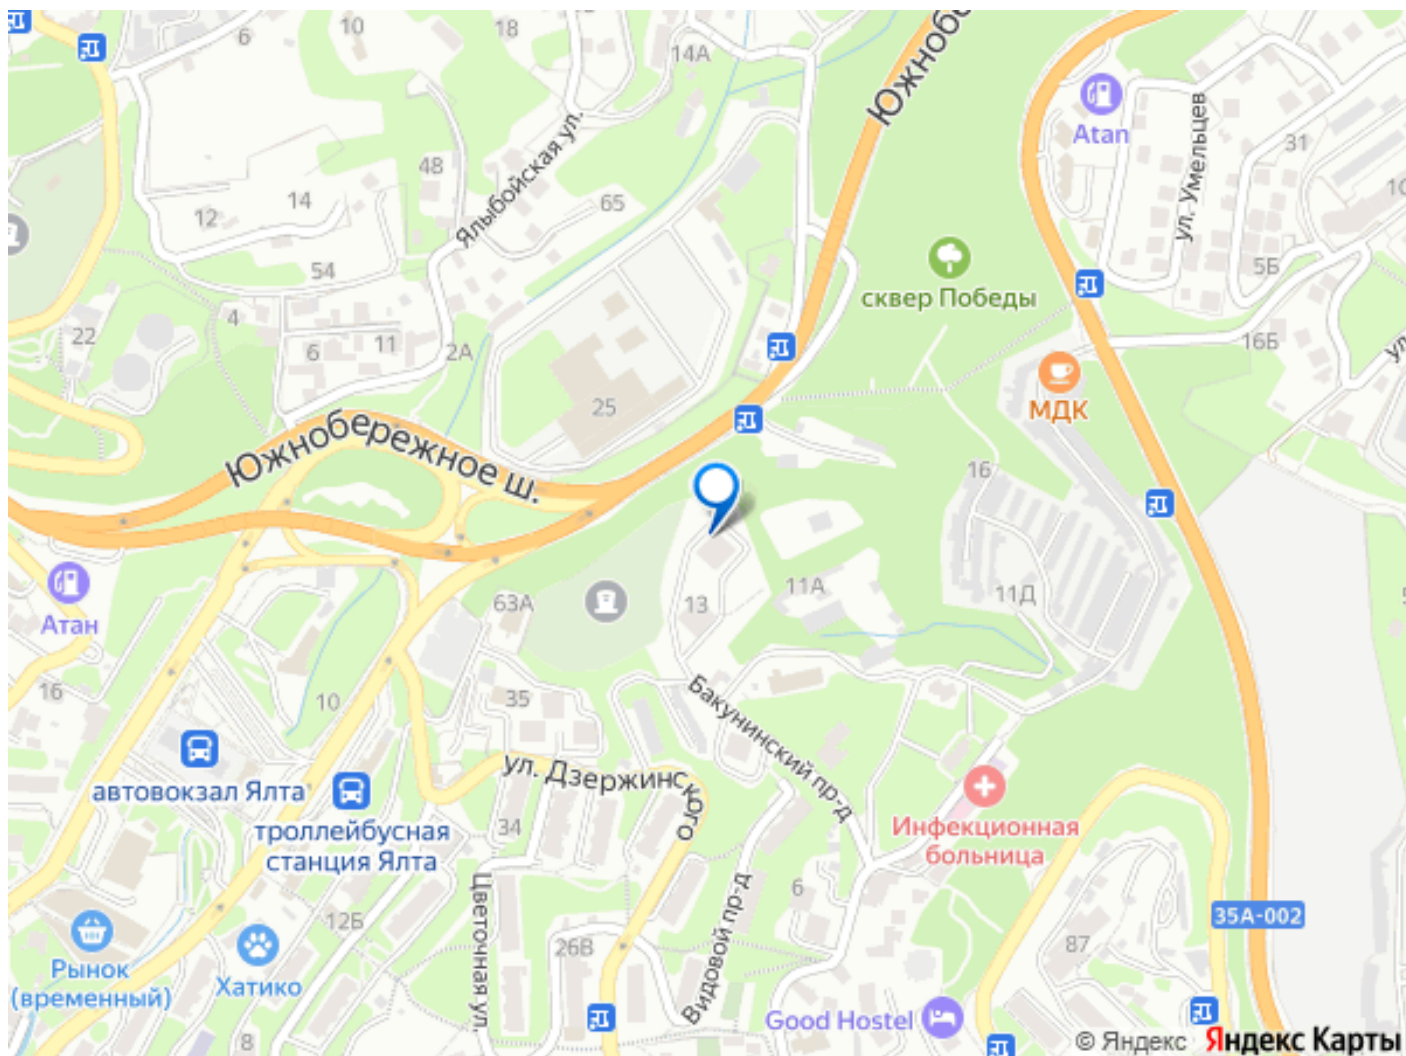 6
10
18
14А
Южнобе
Atan
ул. Умельцев
31
10
48
Ялыбойская ул.
14
12
65
54
5Б
сквер Победы
4
22
11
6
2А
16Б
ул
МДК
25
Южнобережное ш.
16
11А
11Д
63А
13
Атан
16
10
35
Бакунинский пр-д
автовокзал Ялта
ул. Дзержинского
троллейбусная
станция Ялта
34
Инфекционная
больница
6
35А-002
12Б
Цветочная ул.
26В
Видовой пр-д
87
Рынок
(временный)
Хатико
8
Good Hostel
© Яндекс Яндекс Карты